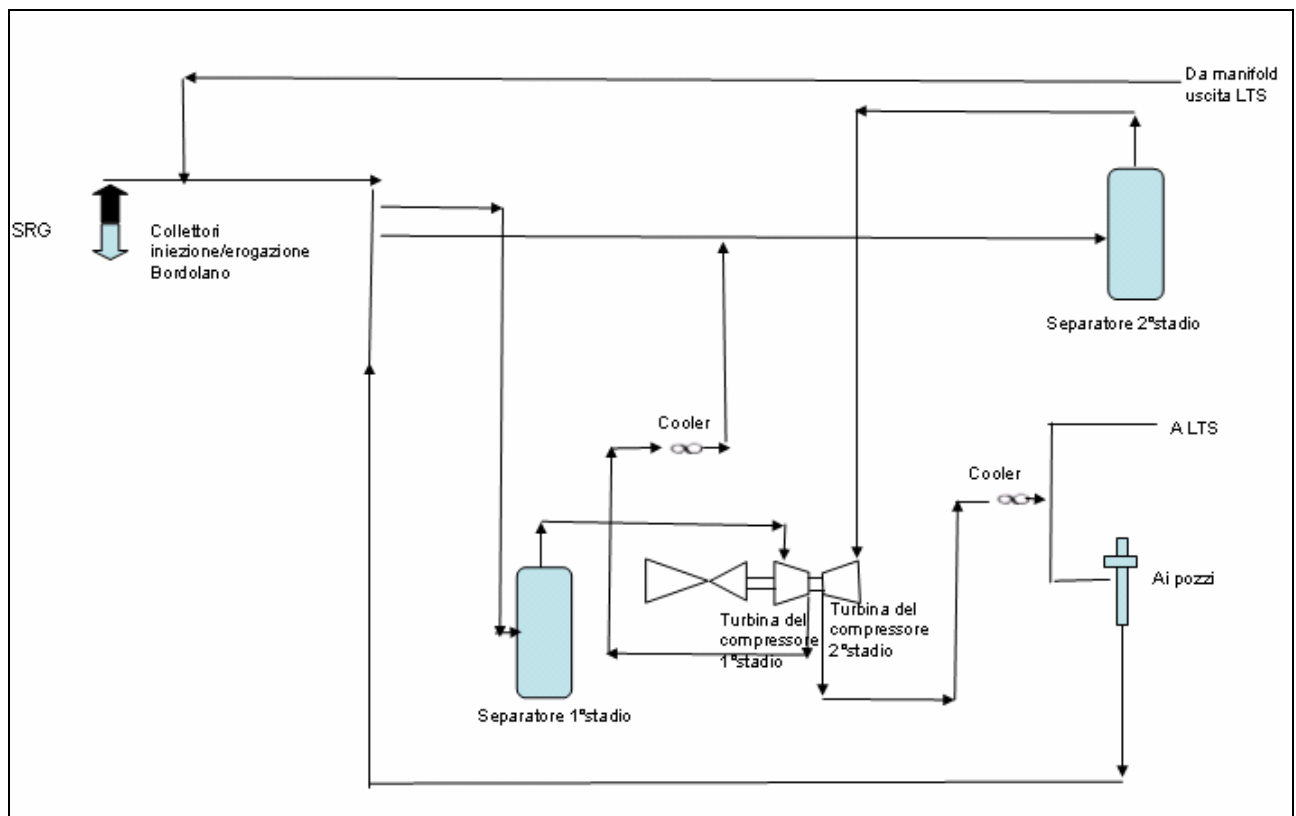 Da manifold
uscita LTS
SRG
Collettori
iniezione/erogazione
Bordolano
Separatore 2°stadio
Cooler
A LTS
Cooler
Ai pozzi
Turbina del
compressore
1°stadio
Turbina del
compressore
2°stadio
Separatore 1°stadio